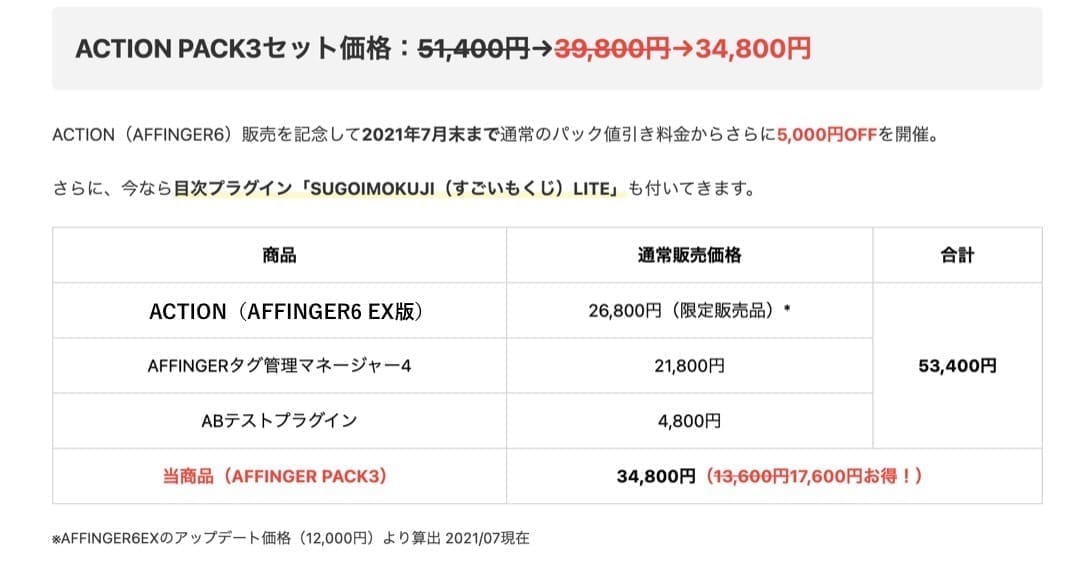 ACTION PACK3セット価格：51,400円→39,800円→34,800円
ACTION（AFFINGER6）販売を記念して2021年7月末まで通常のパック値引き料金からさらに5,000円OFFを開催。
さらに、今なら目次プラグイン「SUGOIMOKUJI（すごいもくじ）LITE」も付いてきます。
商品 通常販売価格 合計
ACTION（AFFINGER6 EX版） 26,800円（限定販売品）*
AFFINGERタグ管理マネージャー4 21,800円 53,400円
ABテストプラグイン 4,800円
当商品（AFFINGER PACK3） 34,800円（13,600円17,600円お得！）
※AFFINGER6EXのアップデート価格（12,000円）より算出 2021/07現在